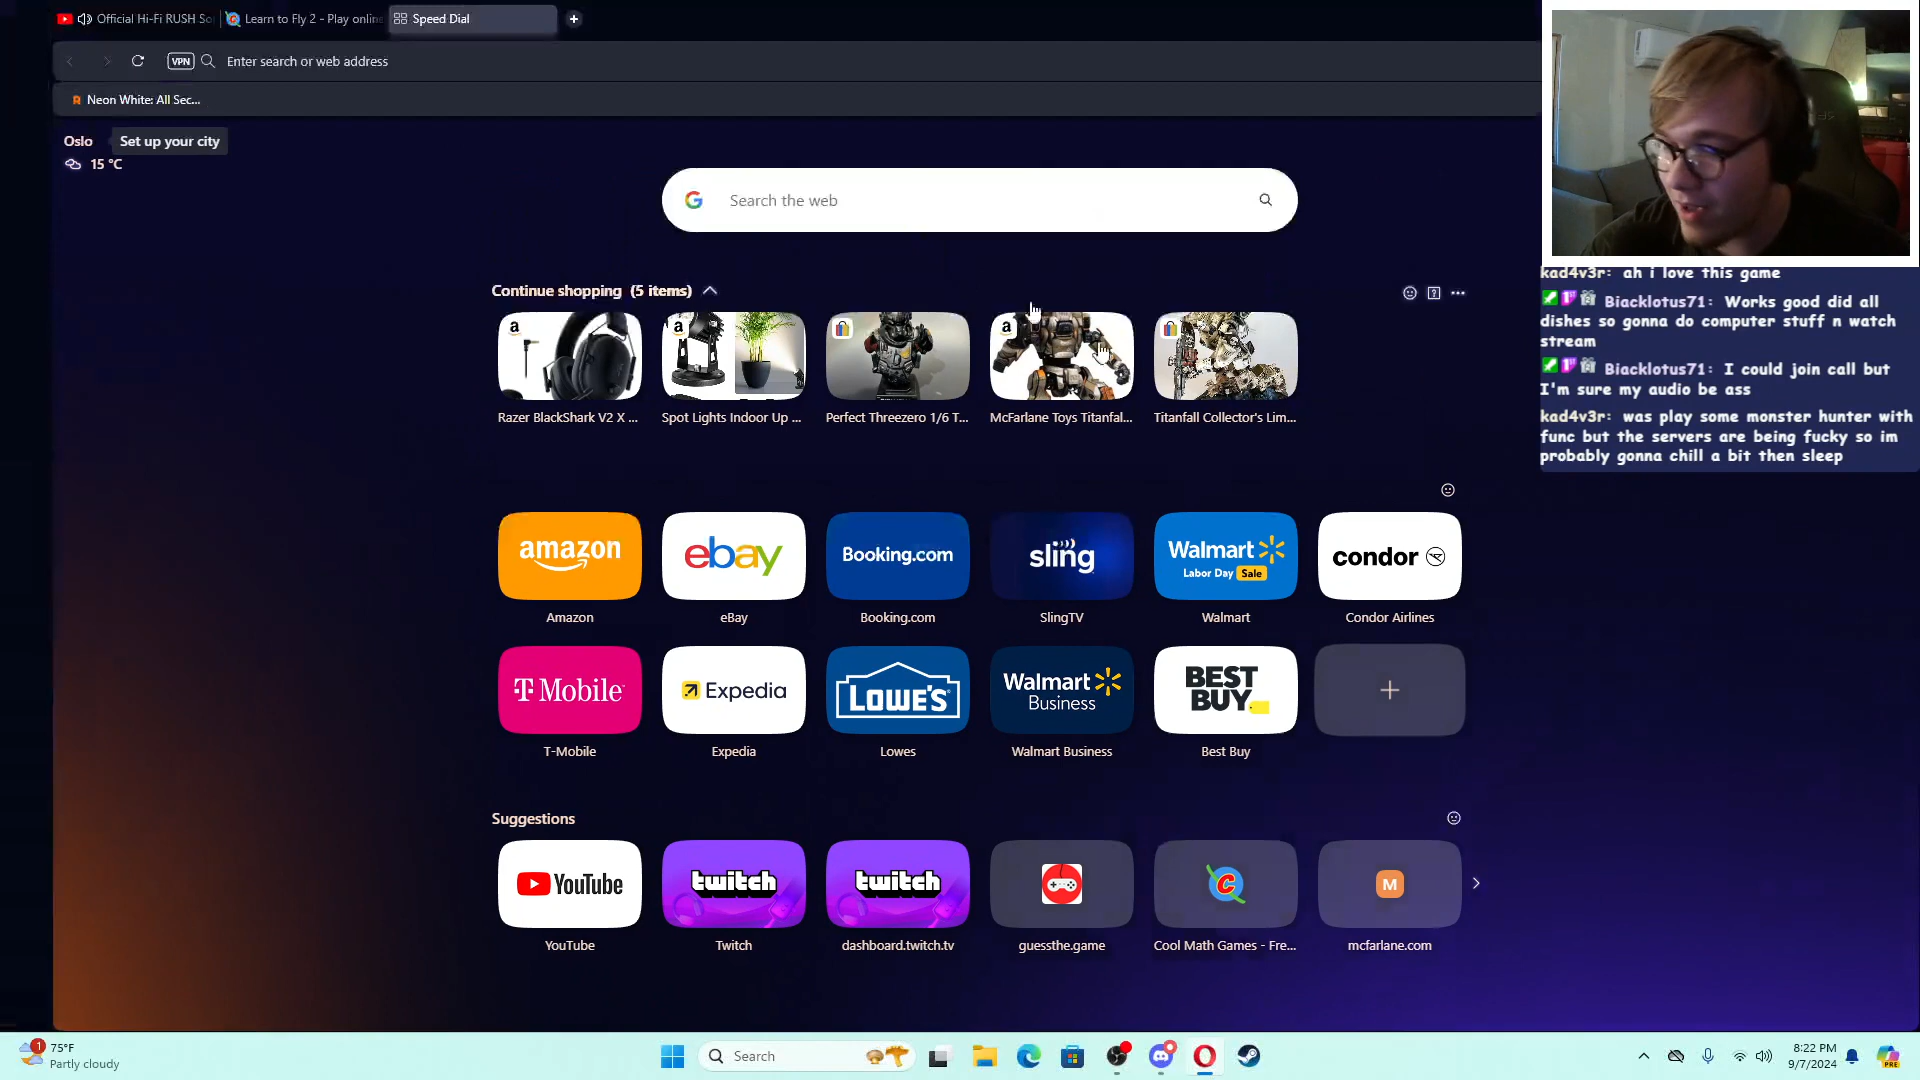 Official Hi-Fi RUSH So
Learn to Fly 2 - Play online
Speed Dial
VPN
Enter search or web address
Neon White: All Sec...
Oslo
Set up your city
15 °C
Search the web
Continue shopping (5 items)
Razer BlackShark V2 X ...
Spot Lights Indoor Up ...
Perfect Threezero 1/6 T...
McFarlane Toys Titanfal...
Titanfall Collector's Lim...
kad4v3r: ah i love this game
Biacklotus71: Works good did all
dishes so gonna do computer stuff n watch
stream
Biacklotus71: I could join call but
I'm sure my audio be ass
kad4v3r: was play some monster hunter with
func but the servers are being fucky so im
probably gonna chill a bit then sleep
amazon
ebay
Booking.com
sling
Walmart
Labor Day Sale
condor
Amazon
eBay
Booking.com
SlingTV
Walmart
Condor Airlines
T Mobile
Expedia
LOWE'S
Walmart
Business
BEST
BUY
T-Mobile
Expedia
Lowes
Walmart Business
Best Buy
Suggestions
YouTube
twitch
twitch
C
M
YouTube
Twitch
dashboard.twitch.tv
guessthe.game
Cool Math Games - Fre...
mcfarlane.com
1
75°F
Partly cloudy
Search
PRE
8:22 PM
9/7/2024